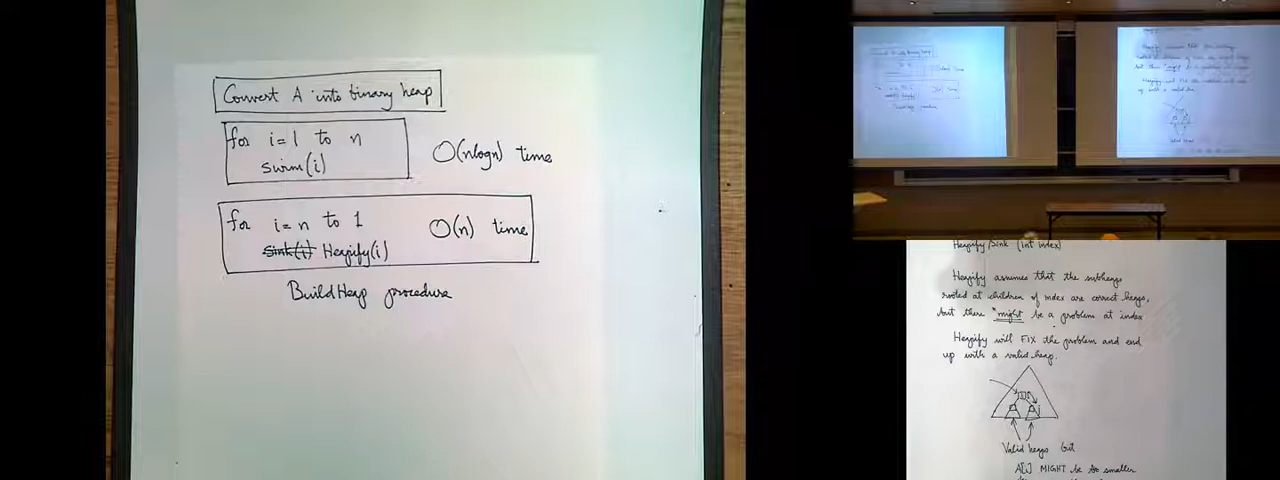 Convert A into binary heap
for i=1 to n
swim(i)
O(nlogn) time
for i=n to 1
sink(i) Heapify(i)
O(n) time
BuildHeap procedure
Heapify/Sink (int index)
Heapify assumes that the subheaps
rooted at children of index are correct heaps,
but there "might be a problem at index
Heapify will FIX the problem and end
up with a valid heap.
Valid heaps but
MIGHT be smaller